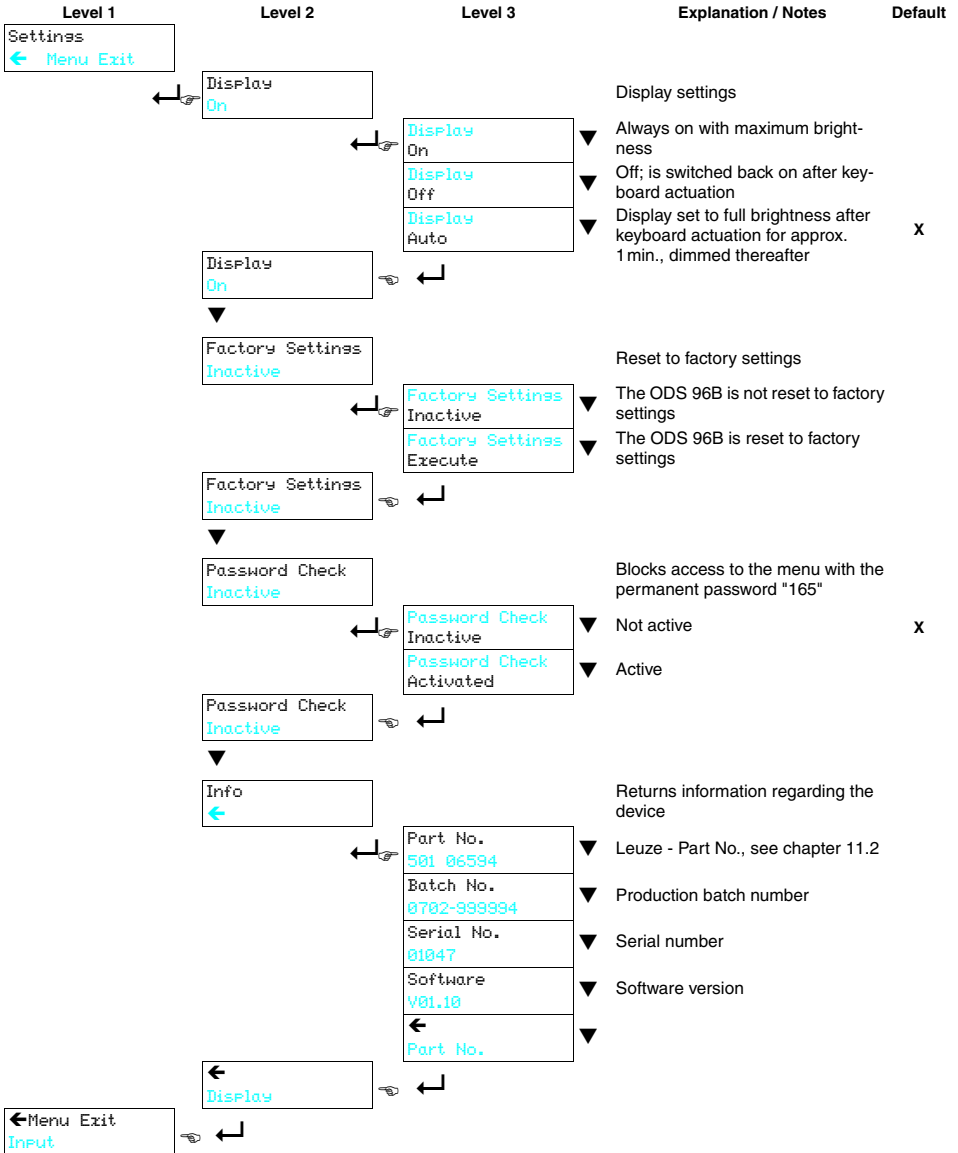 Level 1 Level 2 Level 3 Explanation / Notes Default
Settings
← Menu Exit
Display
On
Display settings
Display
On
▼ Always on with maximum bright-
ness
Display
Off
▼ Off; is switched back on after key-
board actuation
Display
Auto
▼ Display set to full brightness after
keyboard actuation for approx.
1min., dimmed thereafter
X
Display
On
▼
Factory Settings
Inactive
Reset to factory settings
Factory Settings
Inactive
▼ The ODS 96B is not reset to factory
settings
Factory Settings
Execute
▼ The ODS 96B is reset to factory
settings
Factory Settings
Inactive
▼
Password Check
Inactive
Blocks access to the menu with the
permanent password "165"
Password Check
Inactive
▼ Not active X
Password Check
Activated
▼ Active
Password Check
Inactive
▼
Info
←
Returns information regarding the
device
Part No.
501 06594
▼ Leuze - Part No., see chapter 11.2
Batch No.
0702-999994
▼ Production batch number
Serial No.
01047
▼ Serial number
Software
V01.10
▼ Software version
←
Part No.
▼
←
Display
←Menu Exit
Input